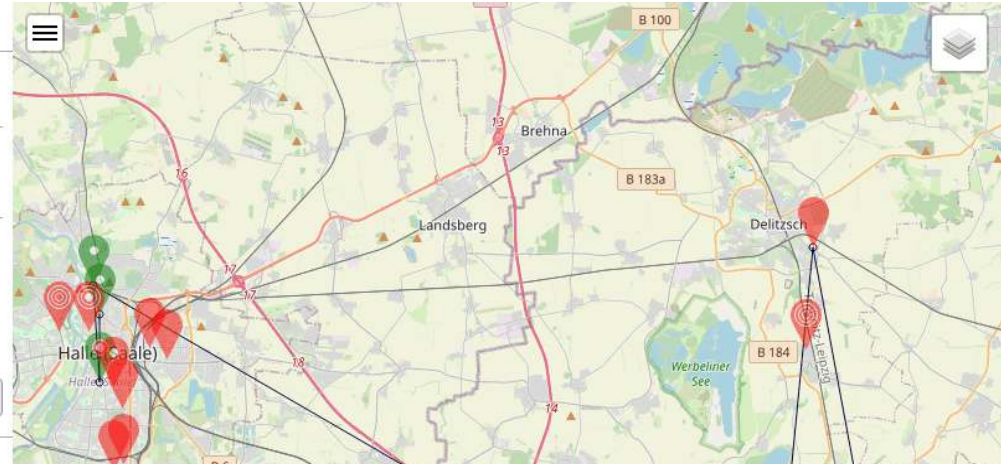 B 100
13
Brehna
13
16
B 183a
Landsberg
Delitzsch
17
17
Halle (Saale)
B 184
18
Werbeliner
See
14